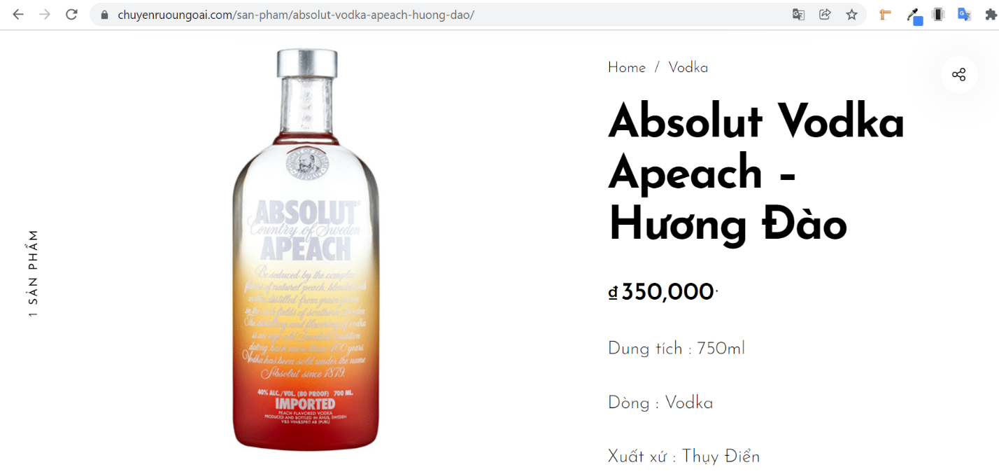 chuyenruoungoai.com/san-pham/absolut-vodka-apeach-huong-dao/
Home / Vodka
Absolut Vodka
Apeach –
Hương Đào
₫350,000
Dung tích : 750ml
Dòng : Vodka
Xuất xứ : Thụy Điển
1 SẢN PHẨM
ABSOLUT
Country of Sweden
APEACH
Be seduced by the complex
flavors of natural peach, blended with
vodka distilled from grain grown
in the rich fields of southern Sweden.
The distilling and flavoring of vodka
is an age-old Swedish tradition
dating back more than 400 years.
Vodka has been sold under the name
Absolut since 1879.
40% ALC./VOL. (80 PROOF) 700 ML.
IMPORTED
PEACH FLAVORED VODKA
PRODUCED AND BOTTLED IN ÅHUS, SWEDEN
V&S VIN&SPRIT AB (PUBL)